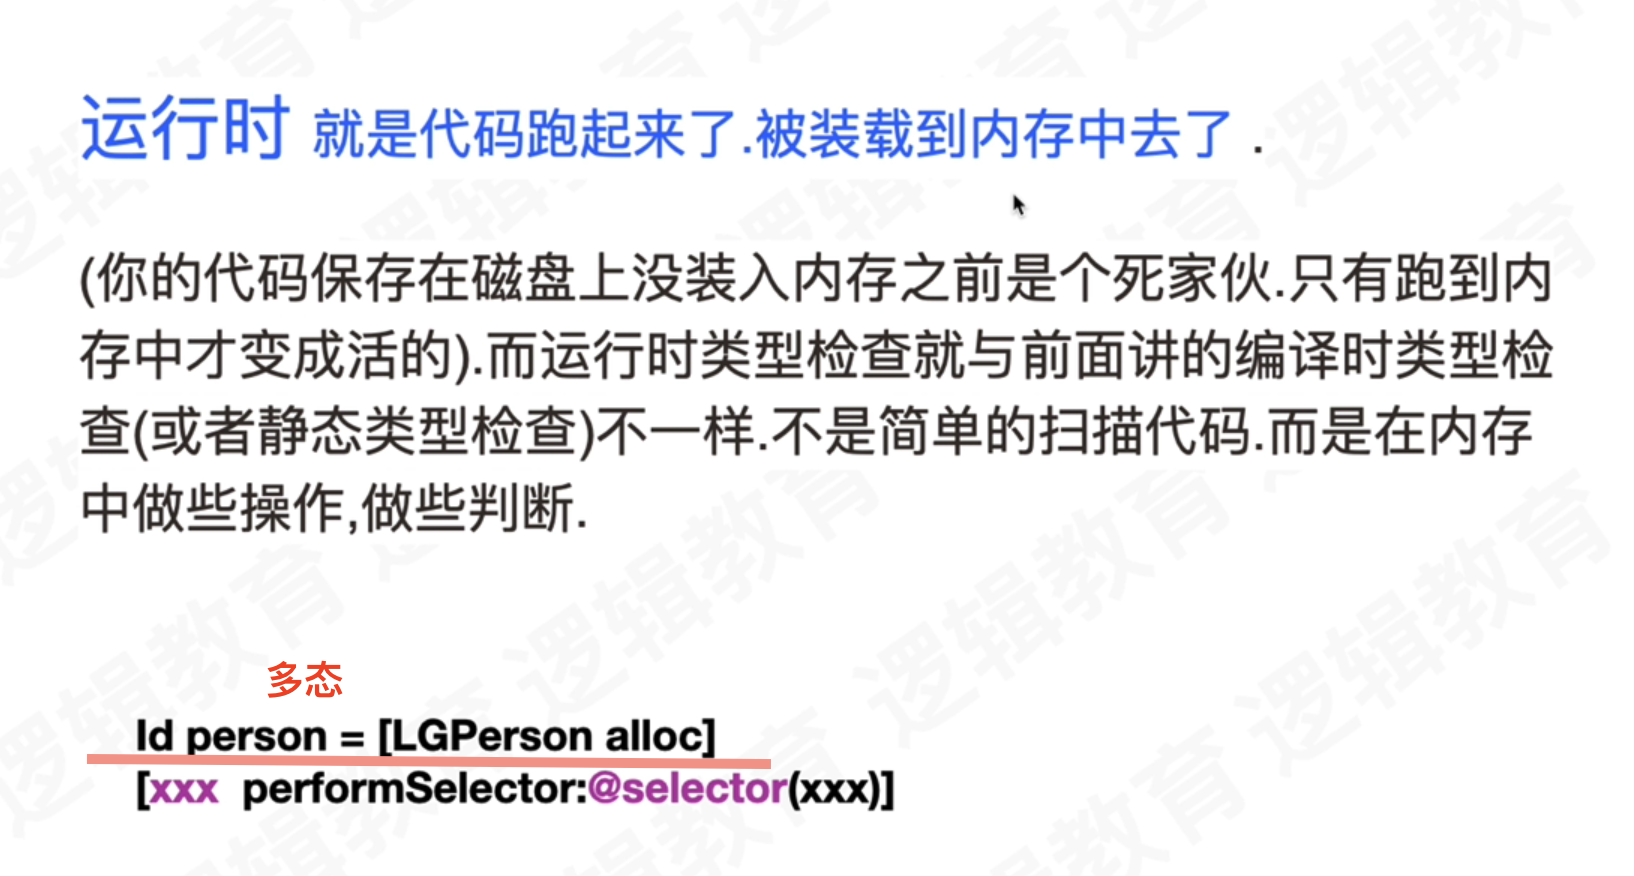 运行时 就是代码跑起来了.被装载到内存中去了 .
(你的代码保存在磁盘上没装入内存之前是个死家伙.只有跑到内
存中才变成活的).而运行时类型检查就与前面讲的编译时类型检
查(或者静态类型检查)不一样.不是简单的扫描代码.而是在内存
中做些操作,做些判断.
多态
Id person = [LGPerson alloc]
[xxx performSelector:@selector(xxx)]
逻辑教育